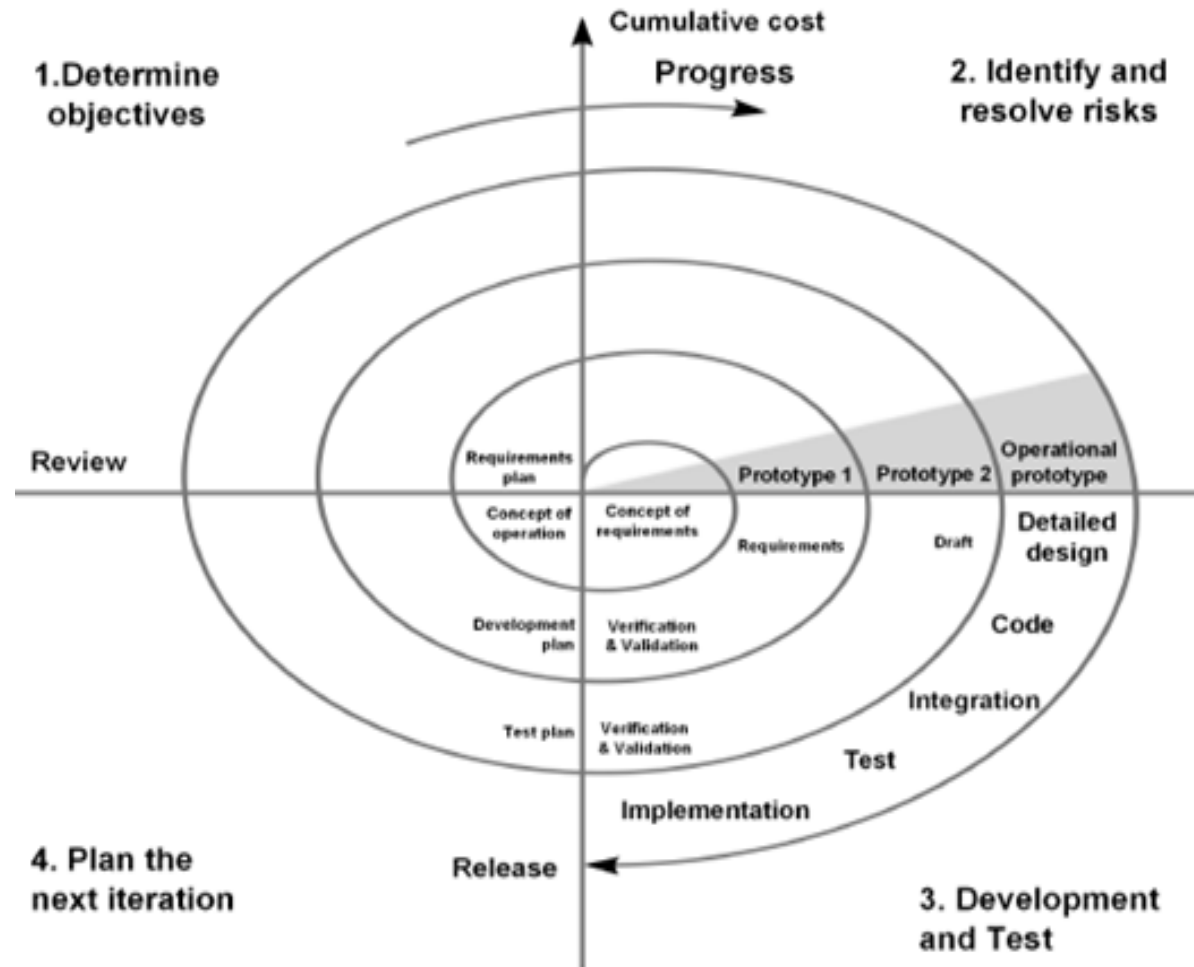 Cumulative cost
1.Determine
objectives
Progress
2. Identify and
resolve risks
Review
Requirements
plan
Prototype 1
Prototype 2
Operational
prototype
Concept of
operation
Concept of
requirements
Requirements
Draft
Detailed
design
Development
plan
Verification
& Validation
Code
Integration
Test plan
Verification
& Validation
Test
Implementation
4. Plan the
next iteration
Release
3. Development
and Test